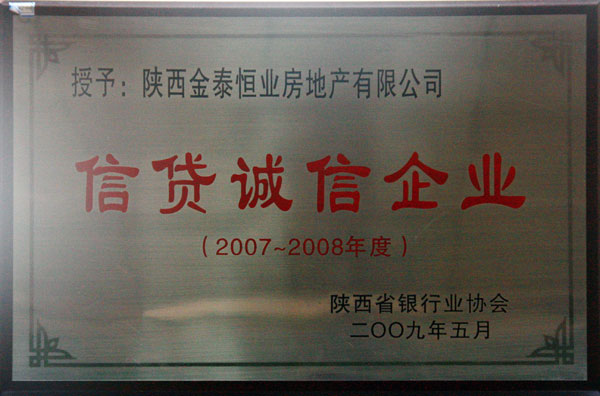 授予：陕西金泰恒业房地产有限公司
信贷诚信企业
（2007~2008年度）
陕西省银行业协会
二〇〇九年五月